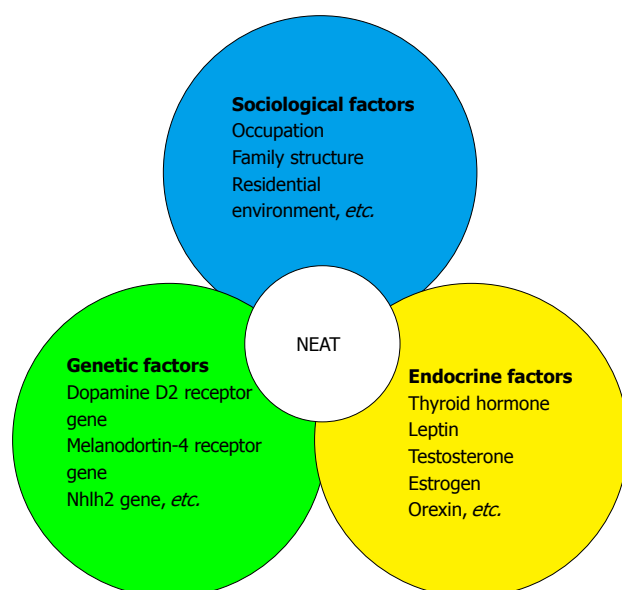 Sociological factors
Occupation
Family structure
Residential
environment, etc.
NEAT
Genetic factors
Dopamine D2 receptor
gene
Melanodortin-4 receptor
gene
Nhlh2 gene, etc.
Endocrine factors
Thyroid hormone
Leptin
Testosterone
Estrogen
Orexin, etc.